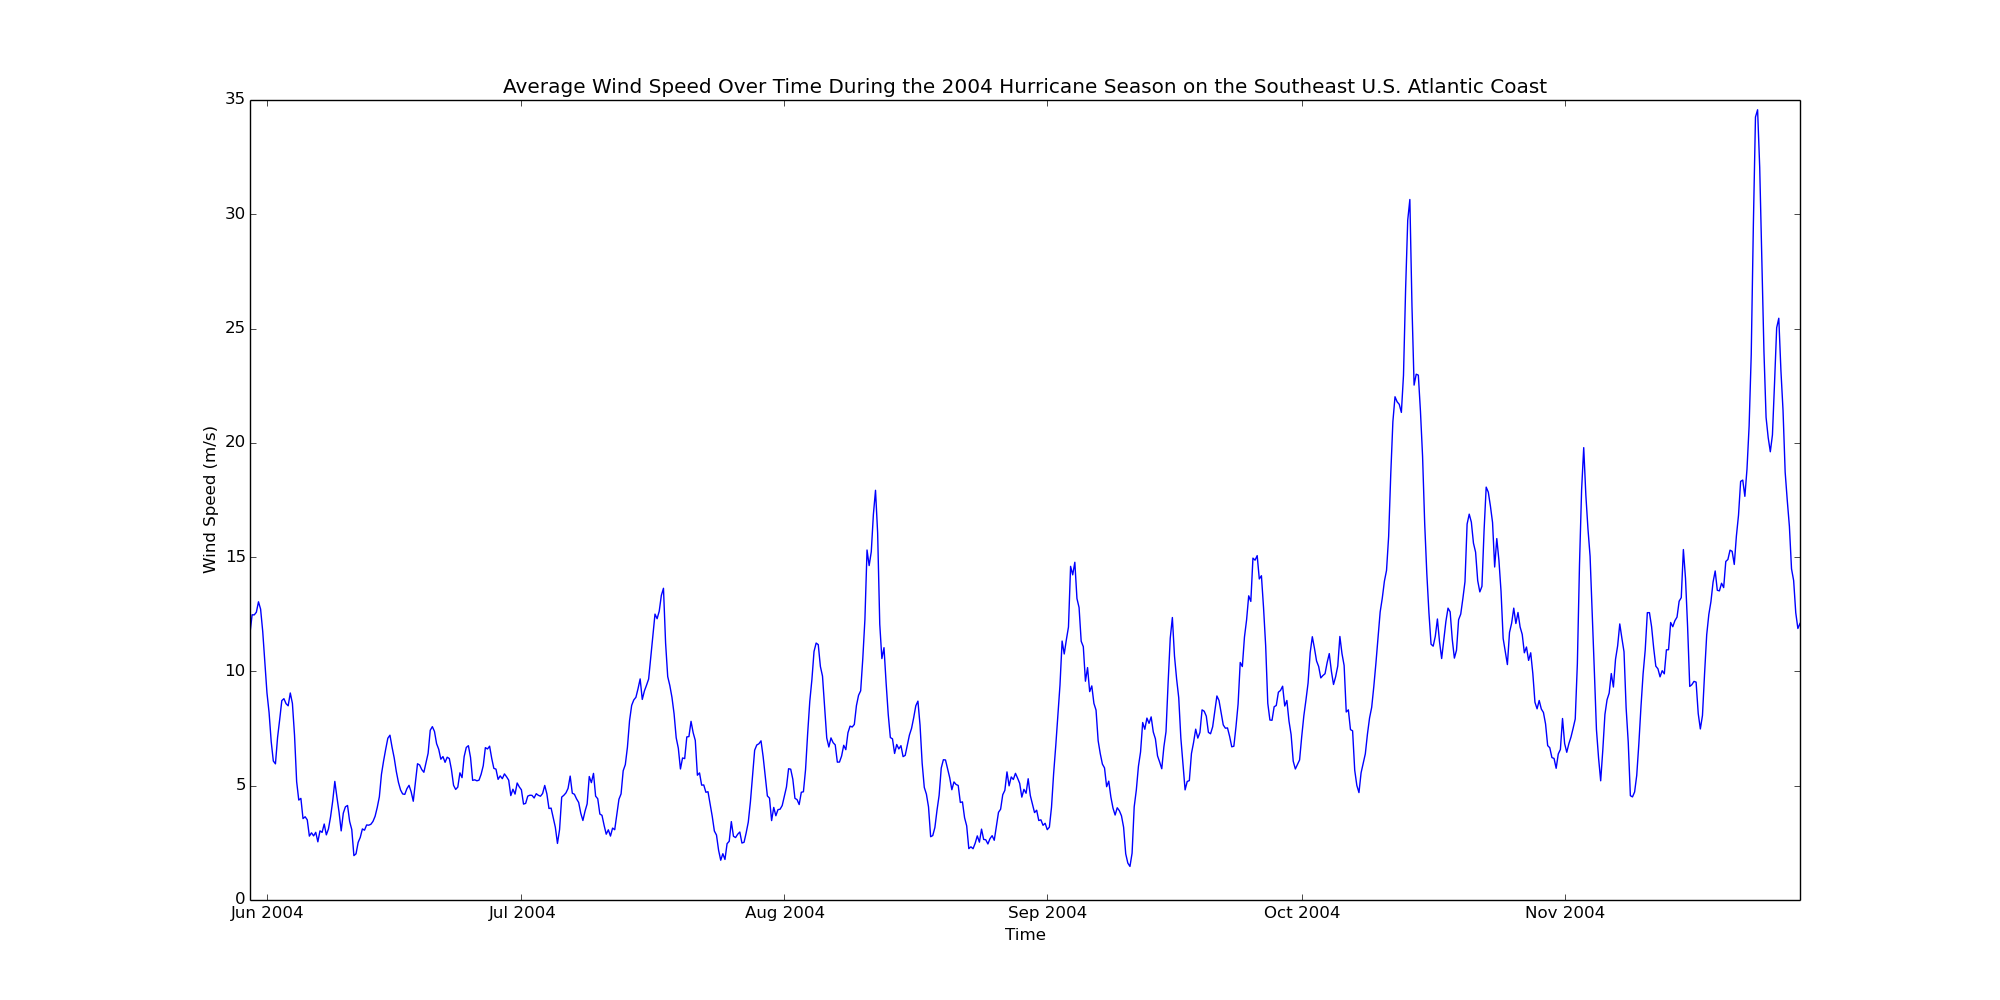 Average Wind Speed Over Time During the 2004 Hurricane Season on the Southeast U.S. Atlantic Coast
35
30
25
20
15
10
5
0
Wind Speed (m/s)
Jun 2004 Jul 2004 Aug 2004 Sep 2004 Oct 2004 Nov 2004
Time